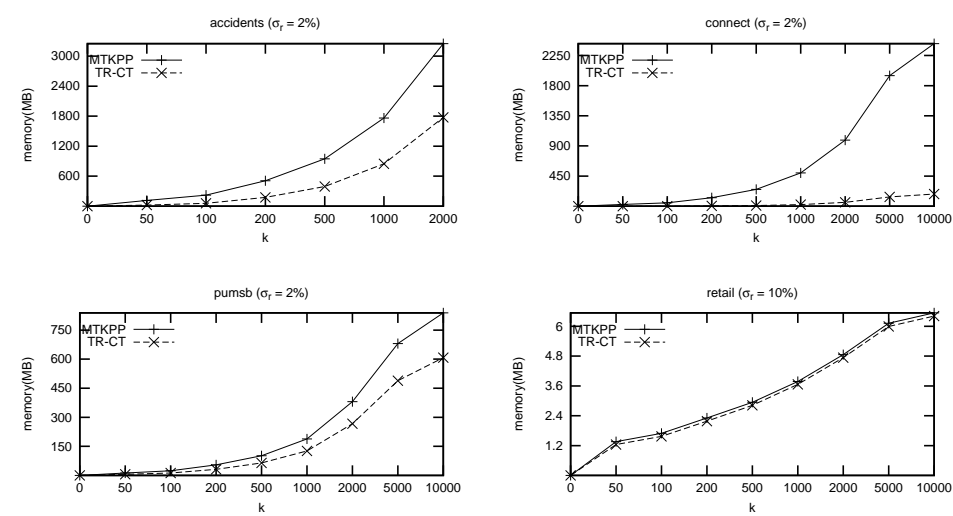 accidents (σr = 2%)
memory(MB)
3000
2400
1800
1200
600
MTKPP
TR-CT
0 50 100 200 500 1000 2000
k
connect (σr = 2%)
memory(MB)
2250
1800
1350
900
450
MTKPP
TR-CT
0 50 100 200 500 1000 2000 5000 10000
k
pumsb (σr = 2%)
memory(MB)
750
600
450
300
150
MTKPP
TR-CT
0 50 100 200 500 1000 2000 5000 10000
k
retail (σr = 10%)
memory(MB)
6
4.8
3.6
2.4
1.2
MTKPP
TR-CT
0 50 100 200 500 1000 2000 5000 10000
k